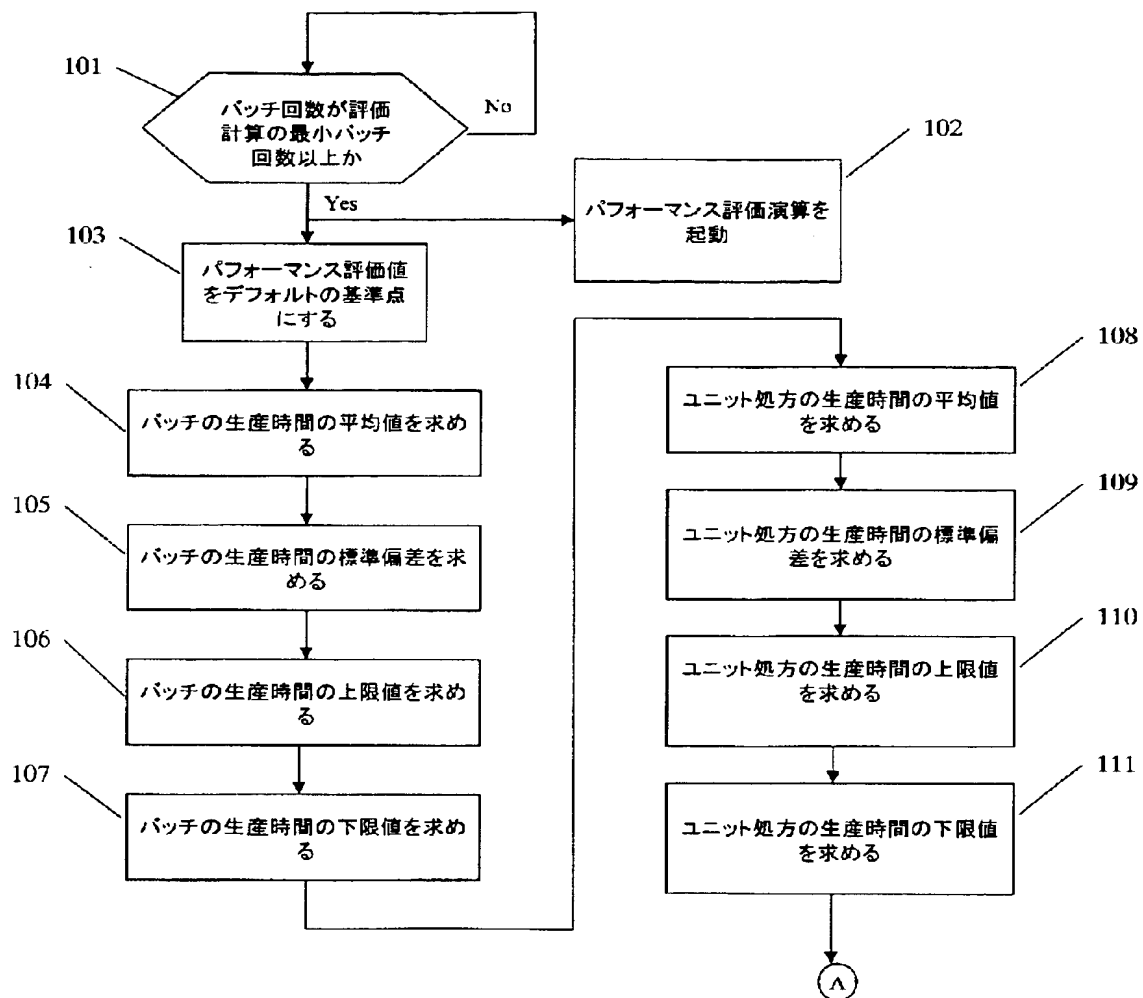 101
バッチ回数が評価
計算の最小バッチ
回数以上か
No
Yes
102
パフォーマンス評価演算を
起動
103
パフォーマンス評価値
をデフォルトの基準点
にする
104
バッチの生産時間の平均値を求め
る
105
バッチの生産時間の標準偏差を求
める
106
バッチの生産時間の上限値を求め
る
107
バッチの生産時間の下限値を求め
る
108
ユニット処方の生産時間の平均値
を求める
109
ユニット処方の生産時間の標準偏
差を求める
110
ユニット処方の生産時間の上限値
を求める
111
ユニット処方の生産時間の下限値
を求める
A